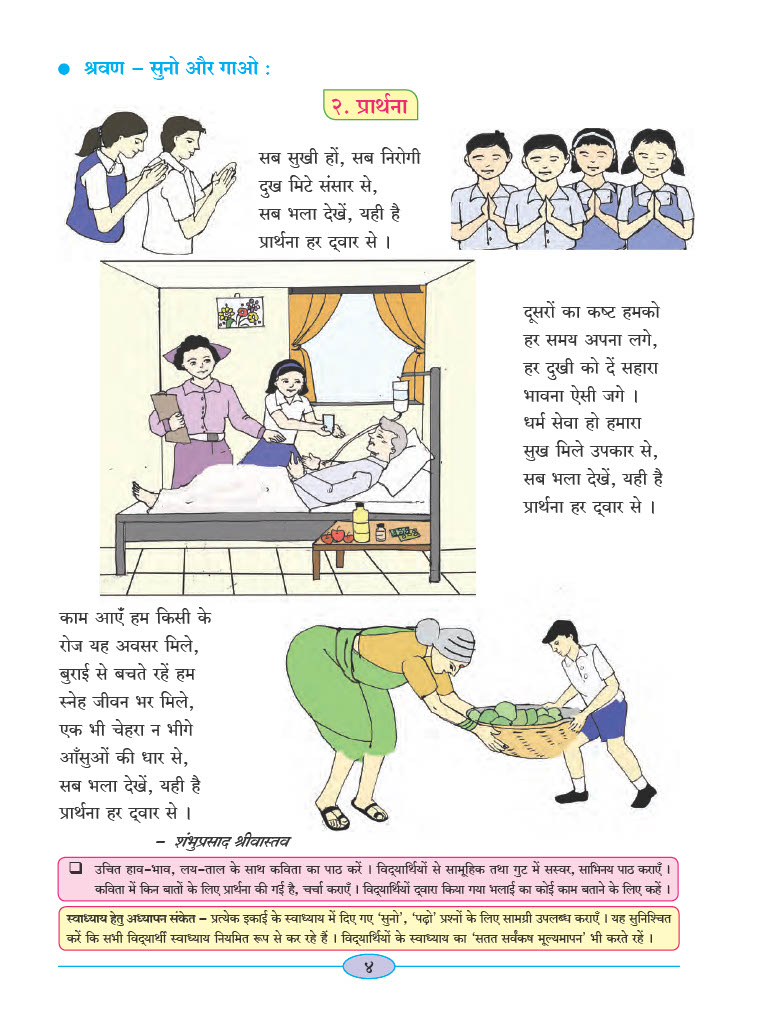 ● श्रवण – सुनो और गाओ :
२. प्रार्थना
सब सुखी हों, सब निरोगी
दुख मिटे संसार से,
सब भला देखें, यही है
प्रार्थना हर द्‌वार से ।
दूसरों का कष्ट हमको
हर समय अपना लगे,
हर दुखी को दें सहारा
भावना ऐसी जगे ।
धर्म सेवा हो हमारा
सुख मिले उपकार से,
सब भला देखें, यही है
प्रार्थना हर द्‌वार से ।
काम आएँ हम किसी के
रोज यह अवसर मिले,
बुराई से बचते रहें हम
स्नेह जीवन भर मिले,
एक भी चेहरा न भीगे
आँसुओं की धार से,
सब भला देखें, यही है
प्रार्थना हर द्‌वार से ।
– शंभुप्रसाद श्रीवास्तव
❑ उचित हाव-भाव, लय-ताल के साथ कविता का पाठ करें । विद्‌यार्थियों से सामूहिक तथा गुट में सस्वर, साभिनय पाठ कराएँ ।
कविता में किन बातों के लिए प्रार्थना की गई है, चर्चा कराएँ । विद्‌यार्थियों द्‌वारा किया गया भलाई का कोई काम बताने के लिए कहें ।
स्वाध्याय हेतु अध्यापन संकेत – प्रत्येक इकाई के स्वाध्याय में दिए गए ‘सुनो’, ‘पढ़ो’ प्रश्नों के लिए सामग्री उपलब्ध कराएँ । यह सुनिश्चित
करें कि सभी विद्‌यार्थी स्वाध्याय नियमित रूप से कर रहे हैं । विद्‌यार्थियों के स्वाध्याय का ‘सतत सर्वंकष मूल्यमापन’ भी करते रहें ।
४